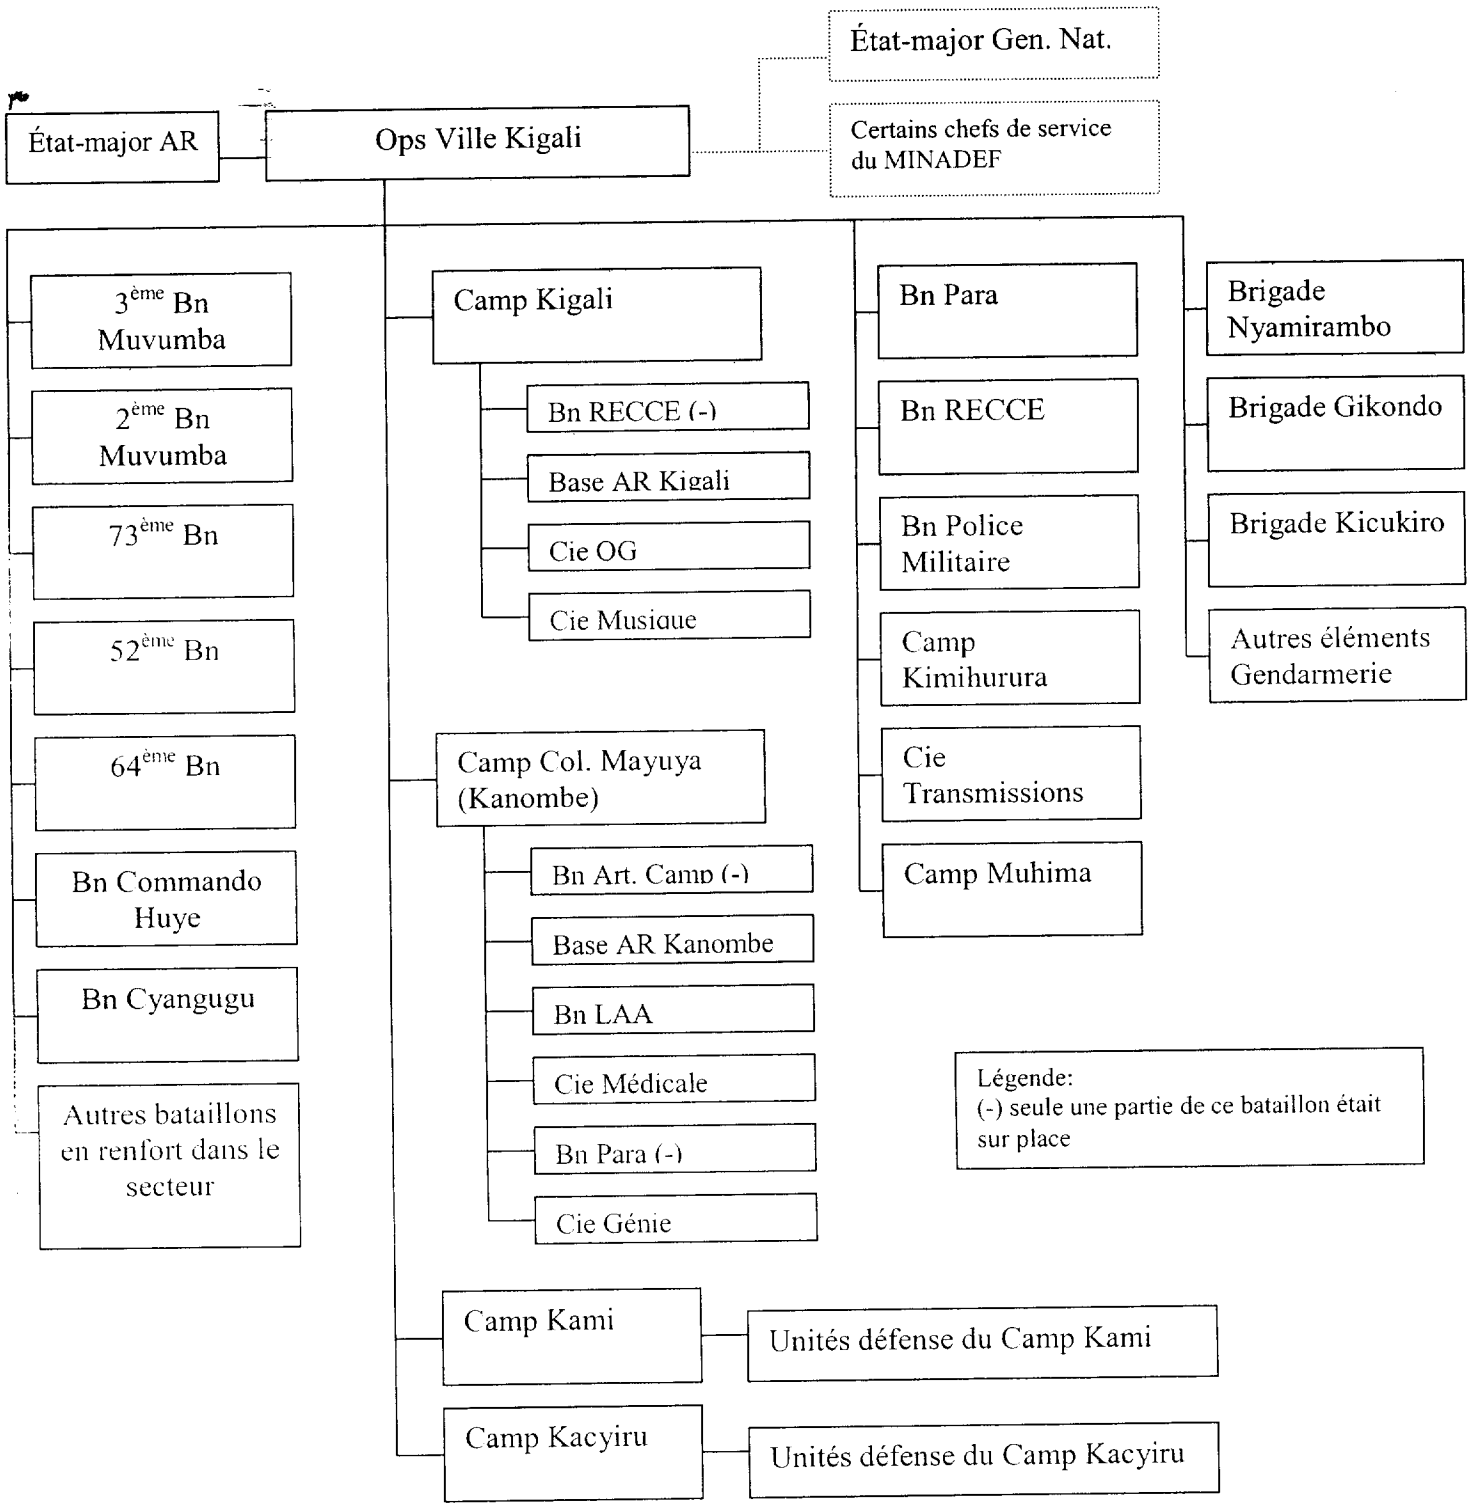 État-major Gen. Nat.
État-major AR
Ops Ville Kigali
Certains chefs de service
du MINADEF
3ème Bn
Muvumba
2ème Bn
Muvumba
73ème Bn
52ème Bn
64ème Bn
Bn Commando
Huye
Bn Cyangugu
Autres bataillons
en renfort dans le
secteur
Camp Kigali
Bn RECCE (-)
Base AR Kigali
Cie OG
Cie Musique
Camp Col. Mayuya
(Kanombe)
Bn Art. Camp (-)
Base AR Kanombe
Bn LAA
Cie Médicale
Bn Para (-)
Cie Génie
Camp Kami
Unités défense du Camp Kami
Camp Kacyiru
Unités défense du Camp Kacyiru
Bn Para
Bn RECCE
Bn Police
Militaire
Camp
Kimihurura
Cie
Transmissions
Camp Muhima
Brigade
Nyamirambo
Brigade Gikondo
Brigade Kicukiro
Autres éléments
Gendarmerie
Légende:
(-) seule une partie de ce bataillon était
sur place